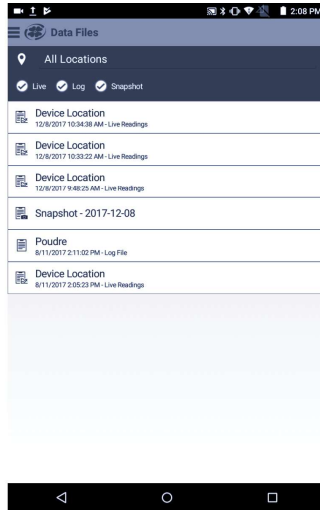 2:08 PM
Data Files
All Locations
Live Log Snapshot
Device Location
12/8/2017 10:34:38 AM - Live Readings
Device Location
12/8/2017 10:33:22 AM - Live Readings
Device Location
12/8/2017 9:48:25 AM - Live Readings
Snapshot - 2017-12-08
Poudre
8/11/2017 2:11:02 PM - Log File
Device Location
8/11/2017 2:05:23 PM - Live Readings